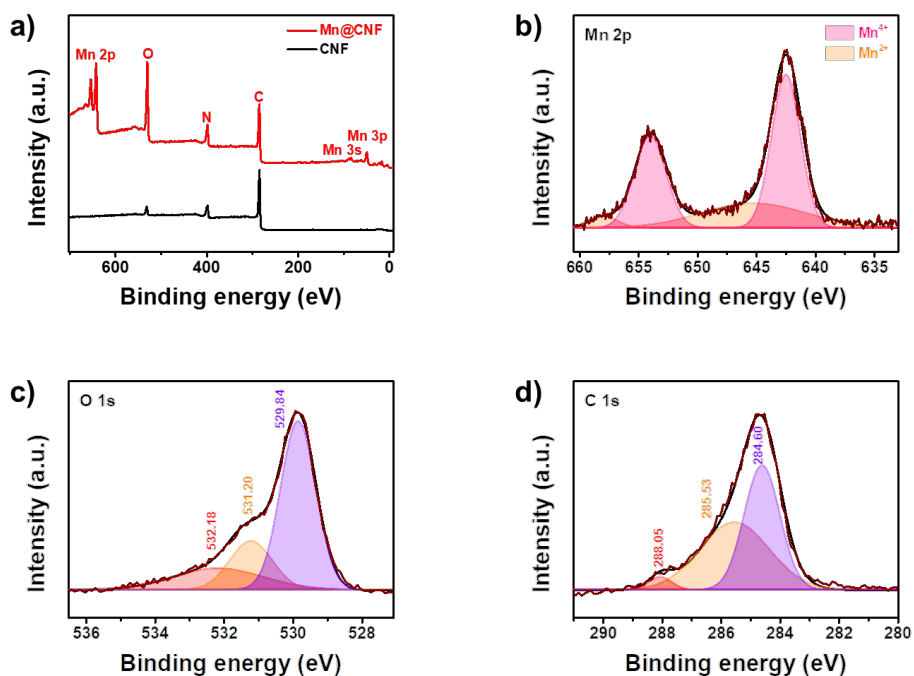 a)
Mn@CNF
CNF
Mn 2p
O
N
C
Mn 3p
Mn 3s
Intensity (a.u.)
600
400
200
0
Binding energy (eV)
b)
Mn 2p
Mn⁴⁺
Mn²⁺
Intensity (a.u.)
660
655
650
645
640
635
Binding energy (eV)
c)
O 1s
532.18
531.20
529.84
Intensity (a.u.)
536
534
532
530
528
Binding energy (eV)
d)
C 1s
288.05
285.53
284.60
Intensity (a.u.)
290
288
286
284
282
280
Binding energy (eV)